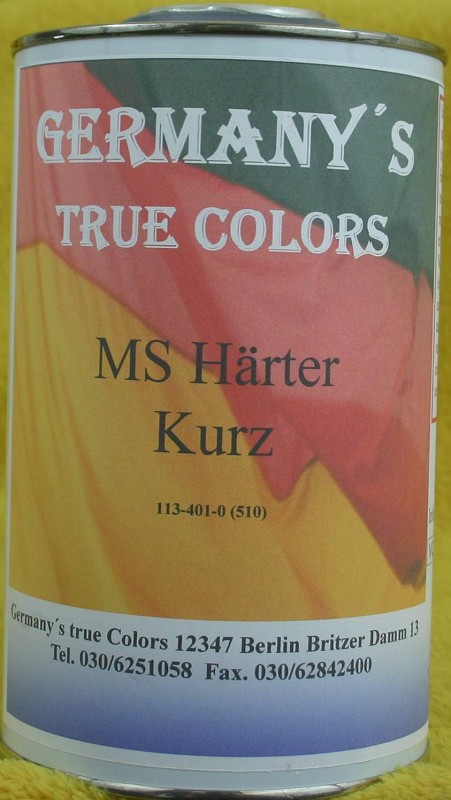 GERMANY´S
TRUE COLORS
MS Härter
Kurz
113-401-0 (510)
Germany´s true Colors 12347 Berlin Britzer Damm 13
Tel. 030/6251058 Fax. 030/62842400